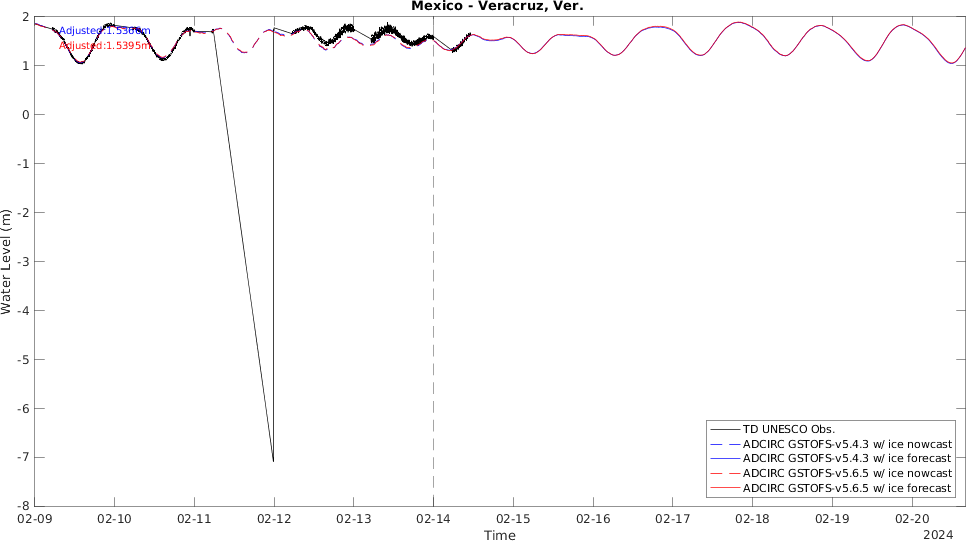 Mexico - Veracruz, Ver.
Adjusted:1.5366m
Adjusted:1.5395m
Water Level (m)
2
1
0
-1
-2
-3
-4
-5
-6
-7
-8
TD UNESCO Obs.
ADCIRC GSTOFS-v5.4.3 w/ ice nowcast
ADCIRC GSTOFS-v5.4.3 w/ ice forecast
ADCIRC GSTOFS-v5.6.5 w/ ice nowcast
ADCIRC GSTOFS-v5.6.5 w/ ice forecast
02-09 02-10 02-11 02-12 02-13 02-14 02-15 02-16 02-17 02-18 02-19 02-20
Time
2024